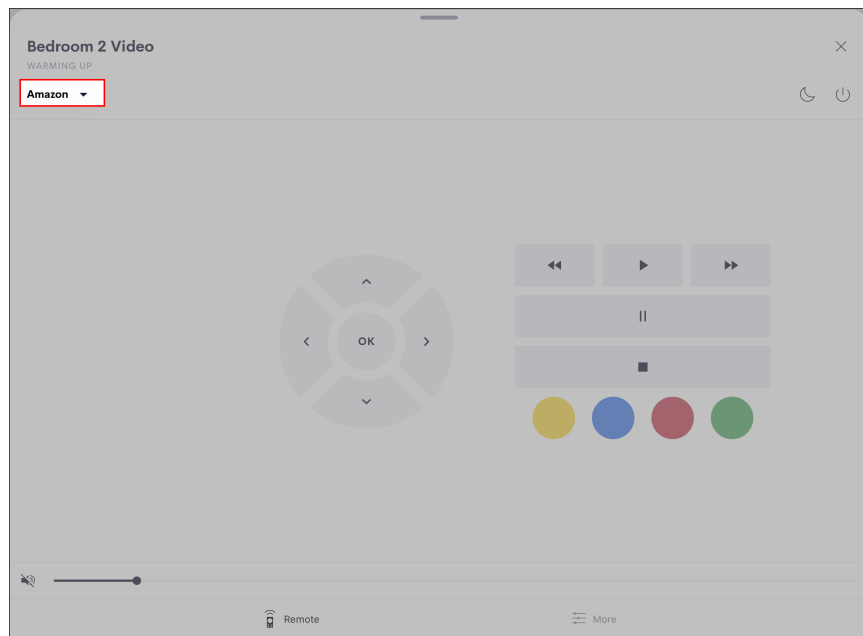 Bedroom 2 Video
WARMING UP
Amazon
OK
Remote
More